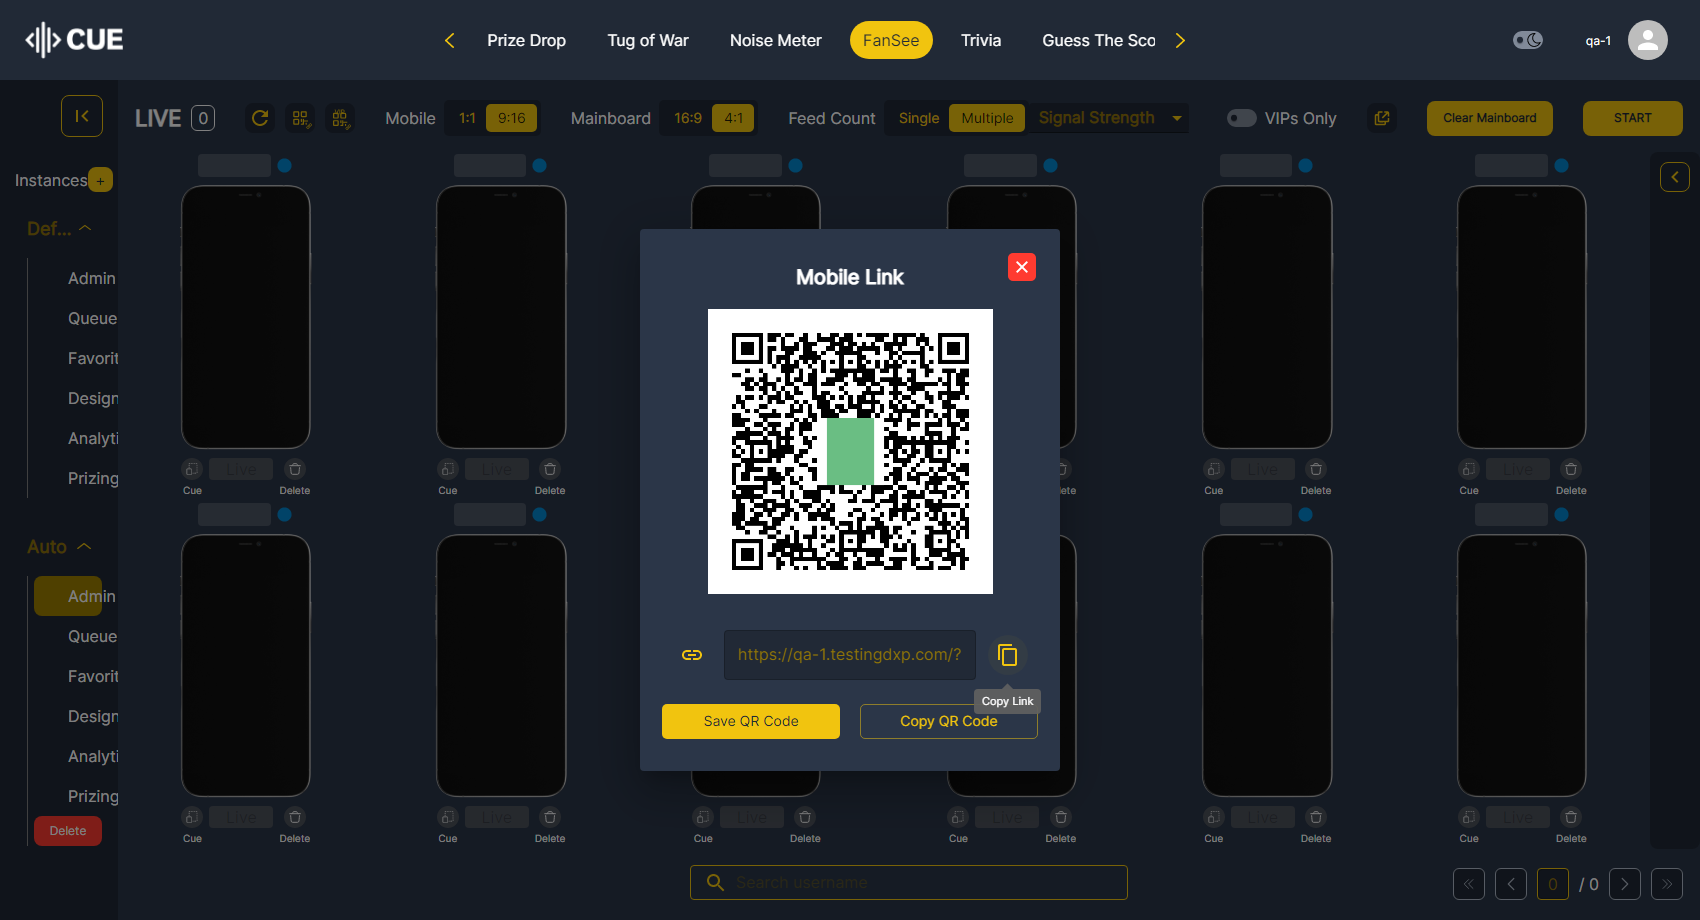 CUE
Prize Drop
Tug of War
Noise Meter
FanSee
Trivia
Guess The Sco
qa-1
LIVE 0
Mobile 1:1 9:16
Mainboard 16:9 4:1
Feed Count Single Multiple Signal Strength
VIPs Only
Clear Mainboard
START
Instances +
Def...
Admin
Queue
Favorit
Design
Analyti
Prizing
Auto
Admin
Queue
Favorit
Design
Analyti
Prizing
Delete
Mobile Link
https://qa-1.testingdxp.com/?
Copy Link
Save QR Code
Copy QR Code
Live Live Live Live
Cue Delete Cue Delete lete Cue Delete Cue Delete
Live Live Live Live Live Live
Cue Delete Cue Delete Cue Delete Cue Delete Cue Delete Cue Delete
Search username
0 / 0